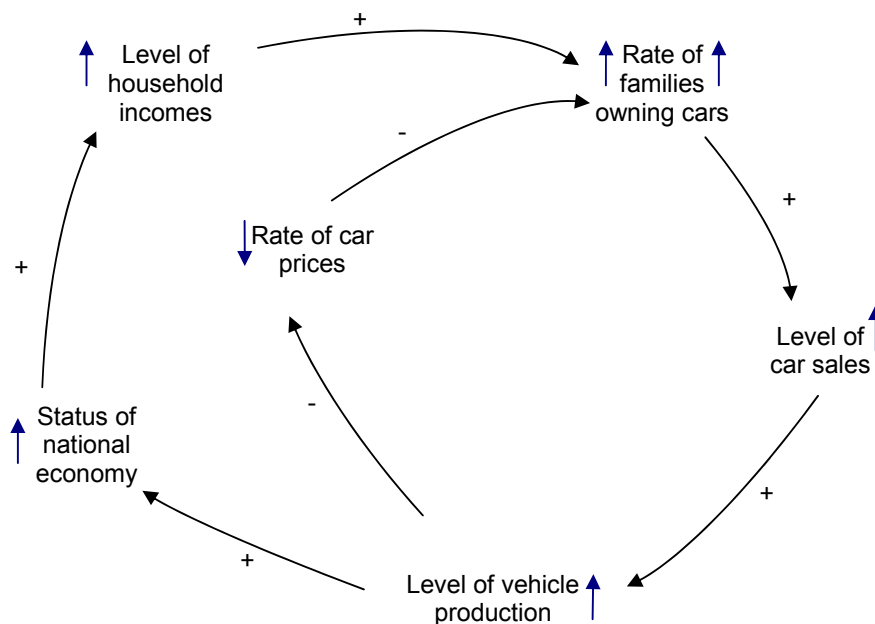 +
Level of
household
incomes
Rate of
families
owning cars
-
+
Rate of car
prices
+
Level of
car sales
-
Status of
national
economy
+
+
Level of vehicle
production